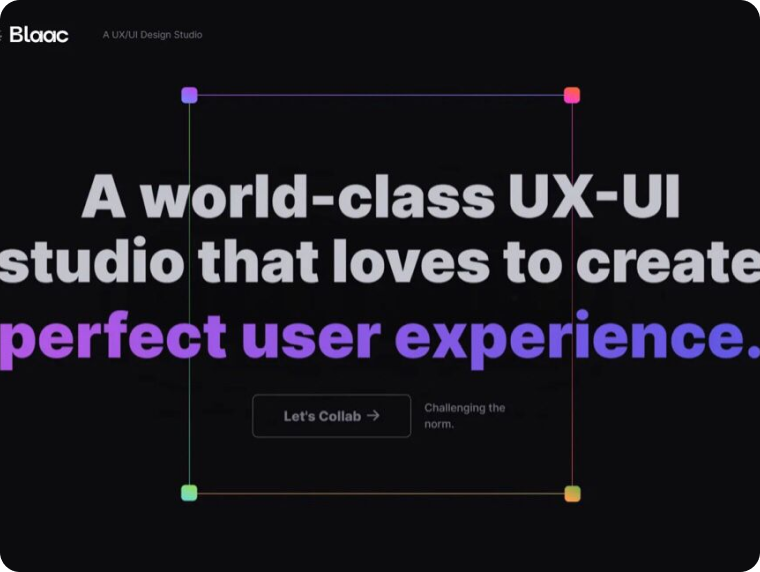 Blaac
A UX/UI Design Studio
A world-class UX-UI
studio that loves to create
perfect user experience.
Let's Collab →
Challenging the
norm.